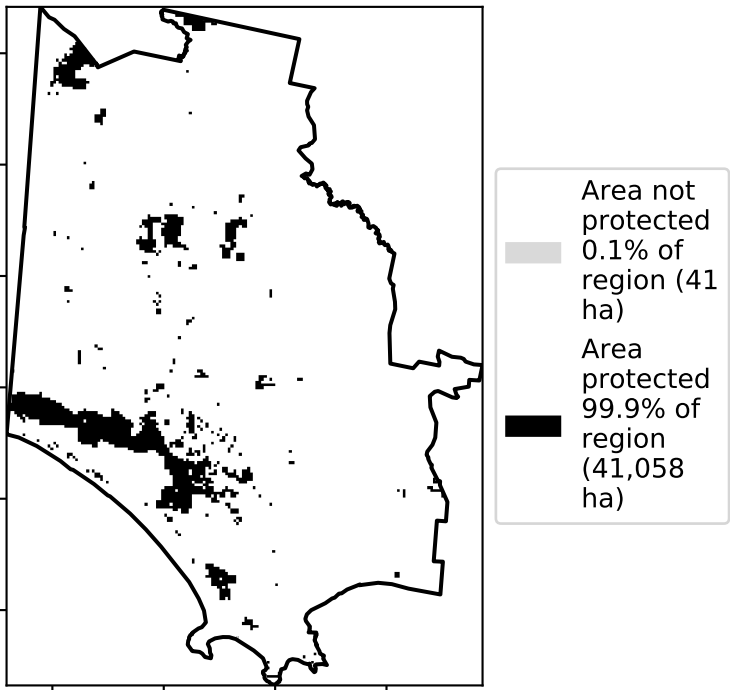 Area not
protected
0.1% of
region (41
ha)
Area
protected
99.9% of
region
(41,058
ha)